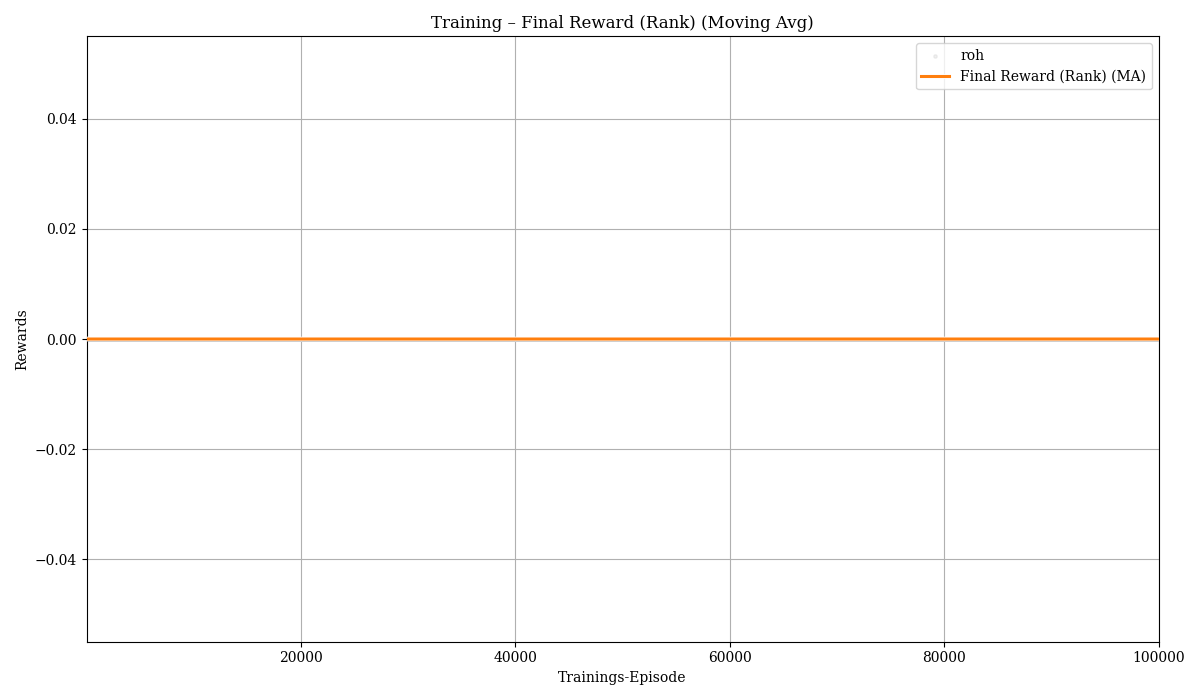 Training – Final Reward (Rank) (Moving Avg)
roh
Final Reward (Rank) (MA)
0.04
0.02
0.00
−0.02
−0.04
Rewards
20000
40000
60000
80000
100000
Trainings-Episode